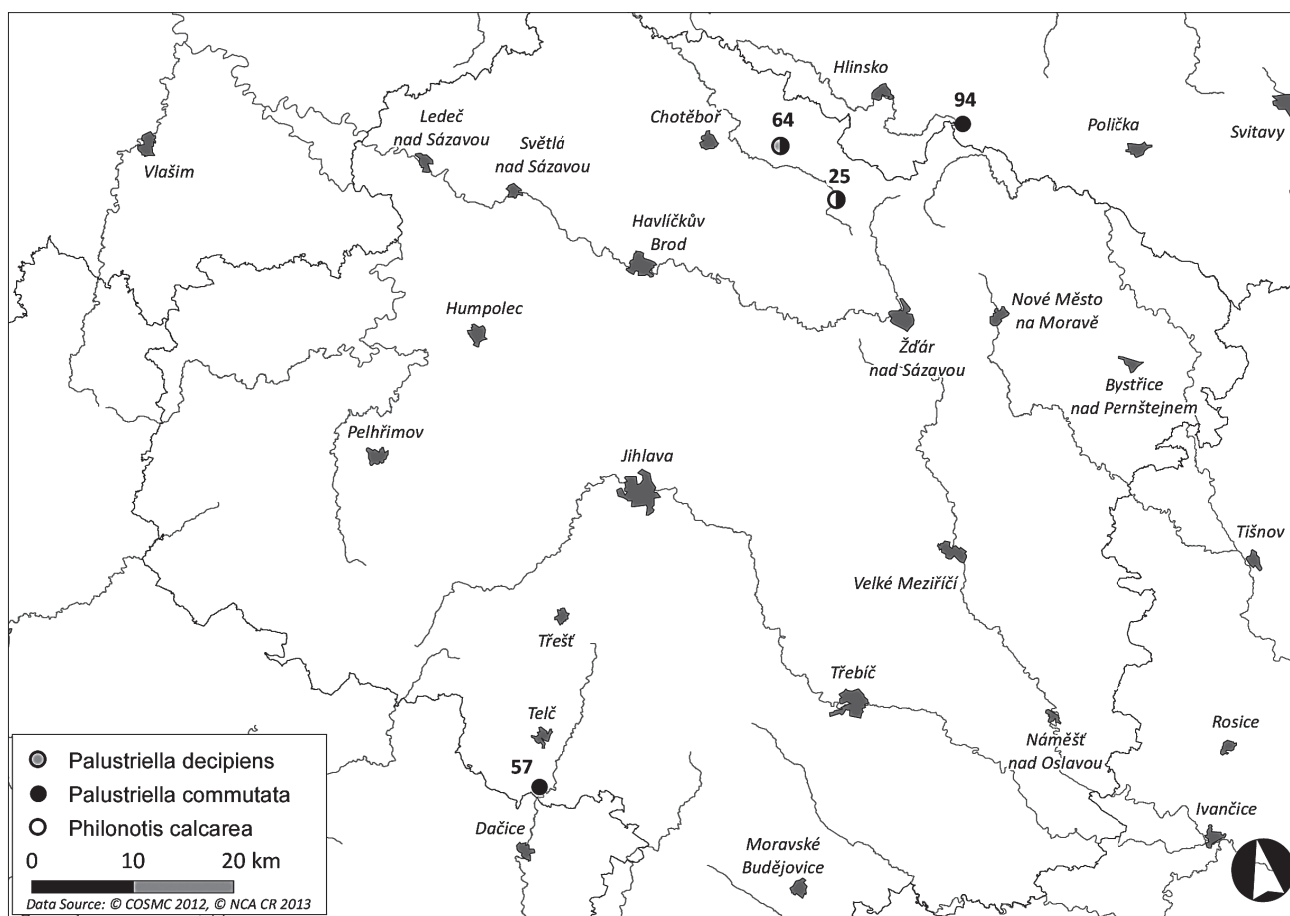 Hlinsko
94
Chotěboř
64
Polička
Svitavy
Ledeč
nad Sázavou
Světlá
nad Sázavou
Vlašim
25
Havlíčkův
Brod
Humpolec
Nové Město
na Moravě
Žďár
nad Sázavou
Bystřice
nad Pernštejnem
Pelhřimov
Jihlava
Tišnov
Velké Meziříčí
Třešť
Třebíč
Telč
Rosice
Náměšť
nad Oslavou
57
Dačice
Ivančice
Moravské
Budějovice
Palustriella decipiens
Palustriella commutata
Philonotis calcarea
0 10 20 km
Data Source: © COSMC 2012, © NCA CR 2013